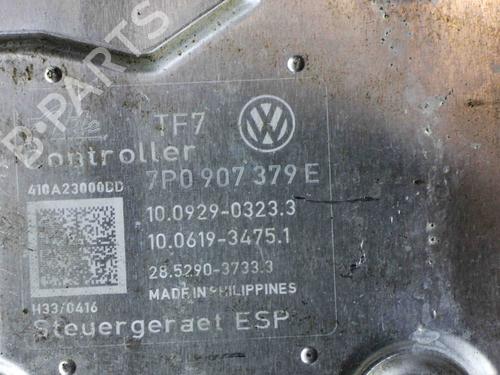 TF7
Controller
7P0 907 379 E
410A23000DD
10.0929-0323.3
10.0619-3475.1
28.5290-3733.3
MADE IN PHILIPPINES
H33/0416
Steuergeraet ESP
B-PARTS